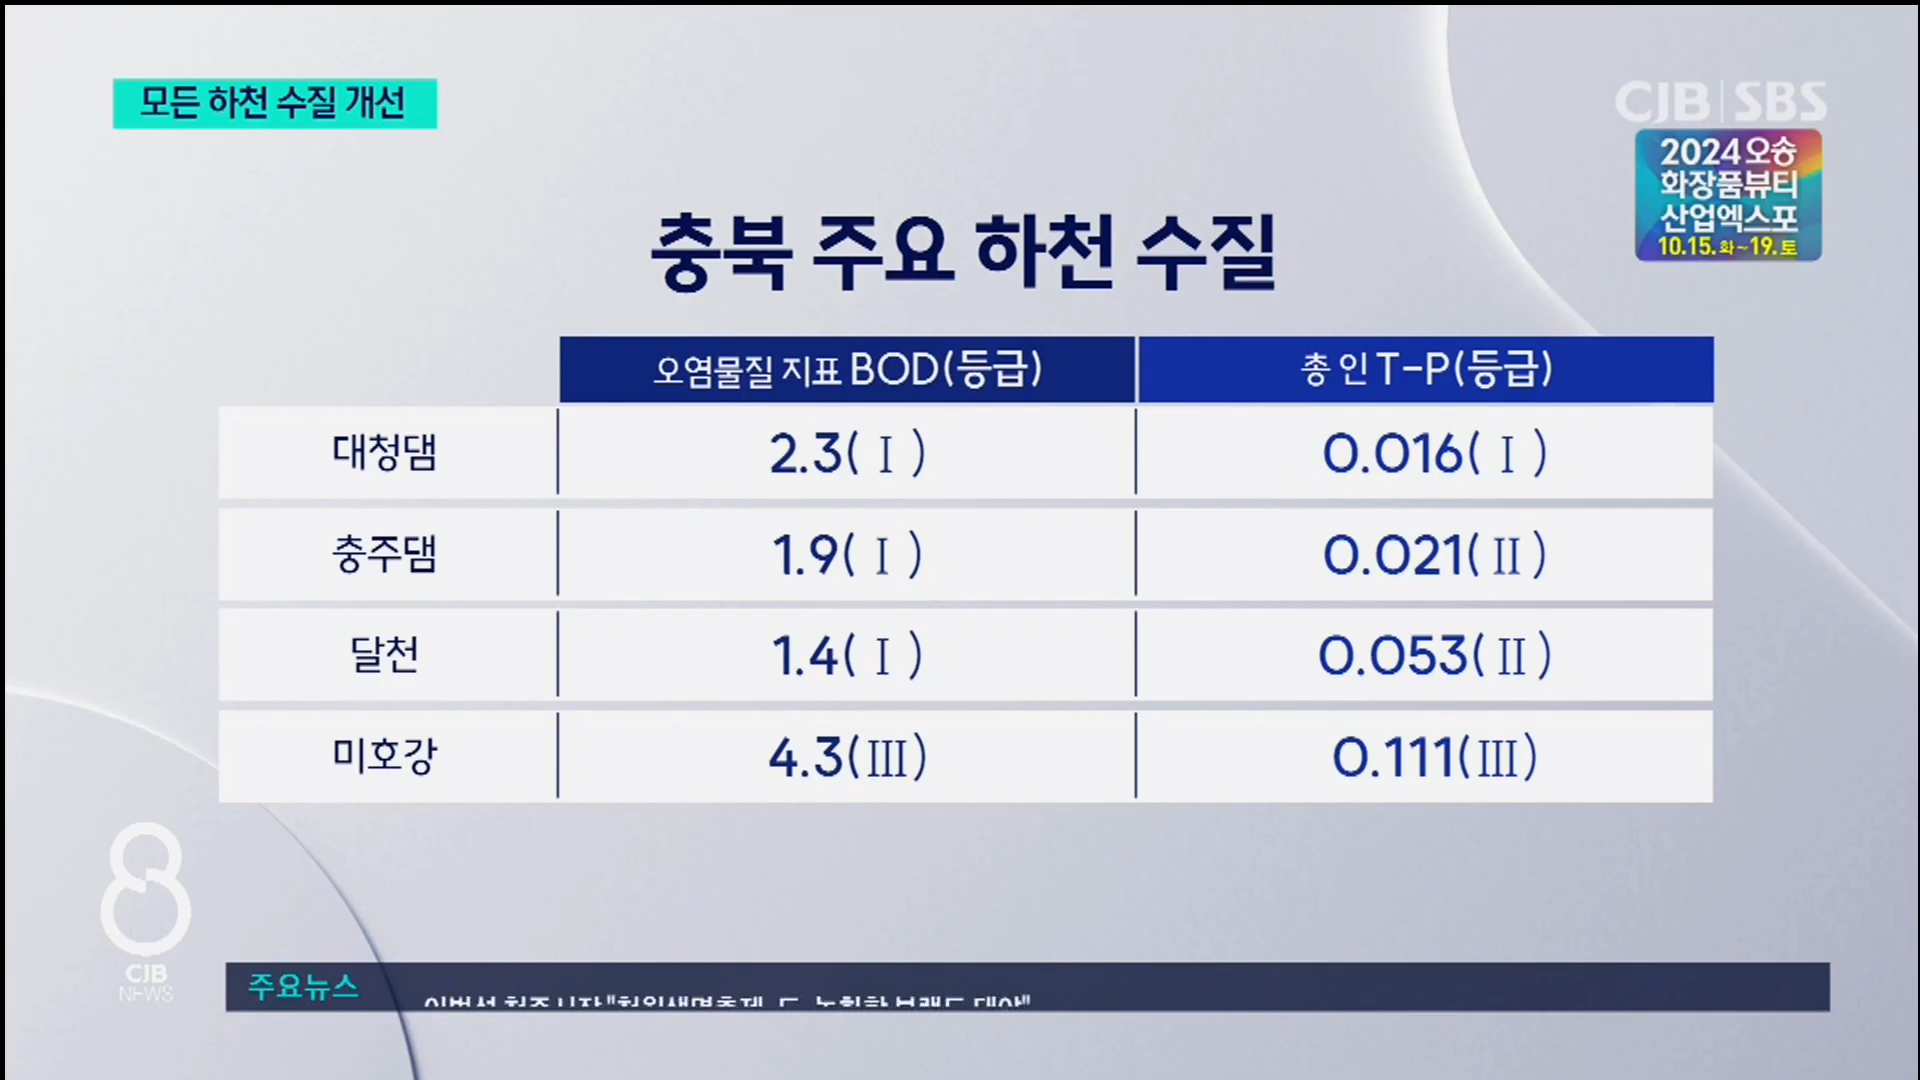 모든 하천 수질 개선
CJB SBS
2024오송
화장품뷰티
산업엑스포
10.15.화~19.토
충북 주요 하천 수질
오염물질 지표 BOD(등급) 총 인 T-P(등급)
대청댐 2.3(Ⅰ) 0.016(Ⅰ)
충주댐 1.9(Ⅰ) 0.021(Ⅱ)
달천 1.4(Ⅰ) 0.053(Ⅱ)
미호강 4.3(Ⅲ) 0.111(Ⅲ)
8
CJB
NEWS
주요뉴스